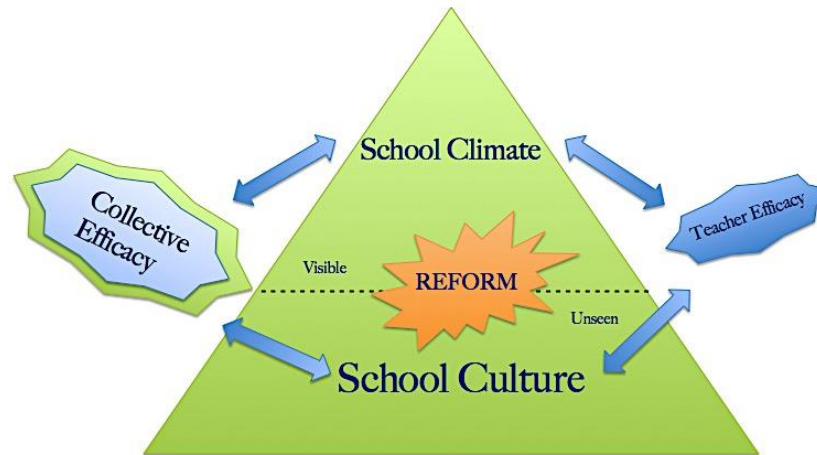 School Climate
Collective
Efficacy
Teacher Efficacy
Visible
REFORM
Unseen
School Culture